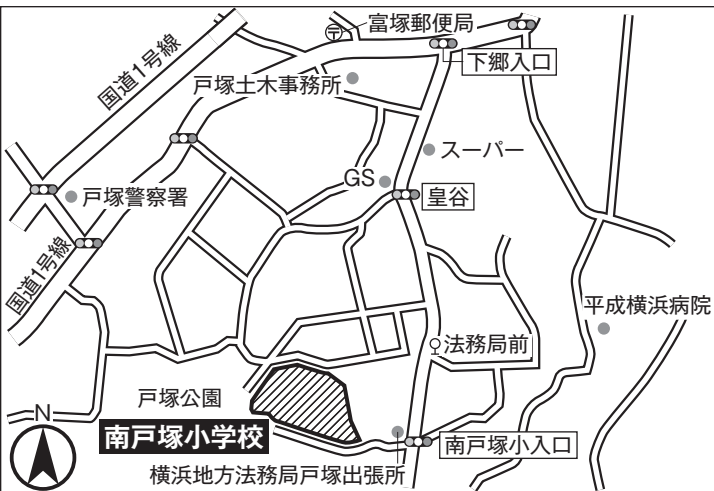 富塚郵便局
国道1号線
下郷入口
戸塚土木事務所
スーパー
GS
戸塚警察署
皇谷
国道1号線
平成横浜病院
法務局前
戸塚公園
N
南戸塚小学校
南戸塚小入口
横浜地方法務局戸塚出張所